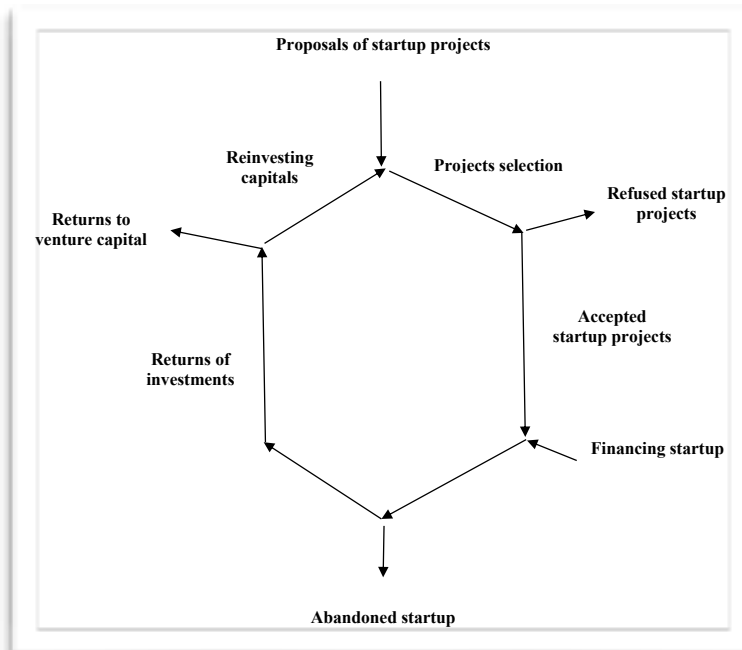 Proposals of startup projects
Reinvesting
capitals
Projects selection
Refused startup
projects
Returns to
venture capital
Accepted
startup projects
Returns of
investments
Financing startup
Abandoned startup